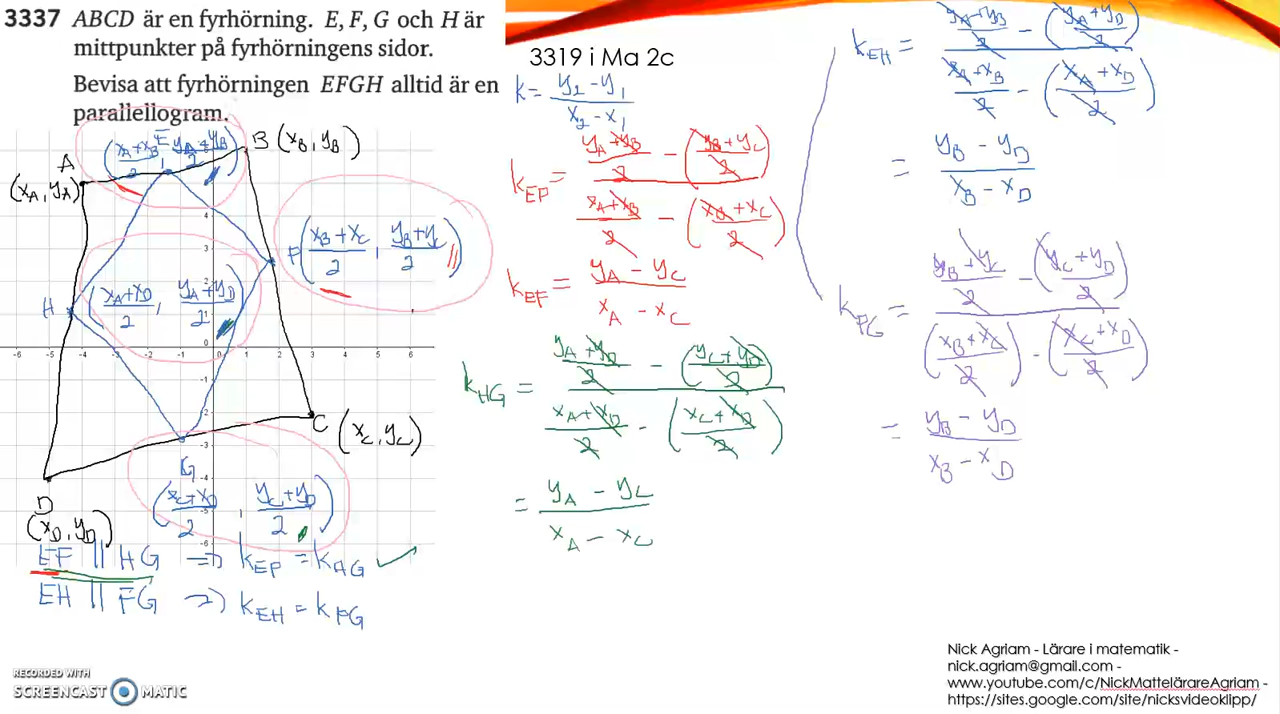 3337 ABCD är en fyrhörning. E, F, G och H är
mittpunkter på fyrhörningens sidor.
Bevisa att fyrhörningen EFGH alltid är en
parallellogram.
3319 i Ma 2c
k = (y₂ - y₁)/(x₂ - x₁)
E ((x_A+x_B)/2, (y_A+y_B)/2)
B (x_B, y_B)
A
(x_A, y_A)
F ((x_B+x_C)/2, (y_B+y_C)/2)
H ((x_A+x_D)/2, (y_A+y_D)/2)
C (x_C, y_C)
G
((x_C+x_D)/2, (y_C+y_D)/2)
D
(x_D, y_D)
EF || HG ⇒ k_EF = k_HG ✓
EH || FG ⇒ k_EH = k_FG
k_EF = ((y_A+y_B)/2 - ((y_B+y_C)/2))/((x_A+x_B)/2 - ((x_B+x_C)/2))
k_EF = (y_A - y_C)/(x_A - x_C)
k_HG = ((y_A+y_D)/2 - ((y_C+y_D)/2))/((x_A+x_D)/2 - ((x_C+x_D)/2))
= (y_A - y_C)/(x_A - x_C)
k_EH = ((y_A+y_B)/2 - ((y_A+y_D)/2))/((x_A+x_B)/2 - ((x_A+x_D)/2))
= (y_B - y_D)/(x_B - x_D)
k_FG = ((y_B+y_C)/2 - ((y_C+y_D)/2))/(((x_B+x_C)/2) - ((x_C+x_D)/2))
= (y_B - y_D)/(x_B - x_D)
RECORDED WITH
SCREENCAST MATIC
Nick Agriam - Lärare i matematik -
nick.agriam@gmail.com -
www.youtube.com/c/NickMattelärareAgriam -
https://sites.google.com/site/nicksvideoklipp/